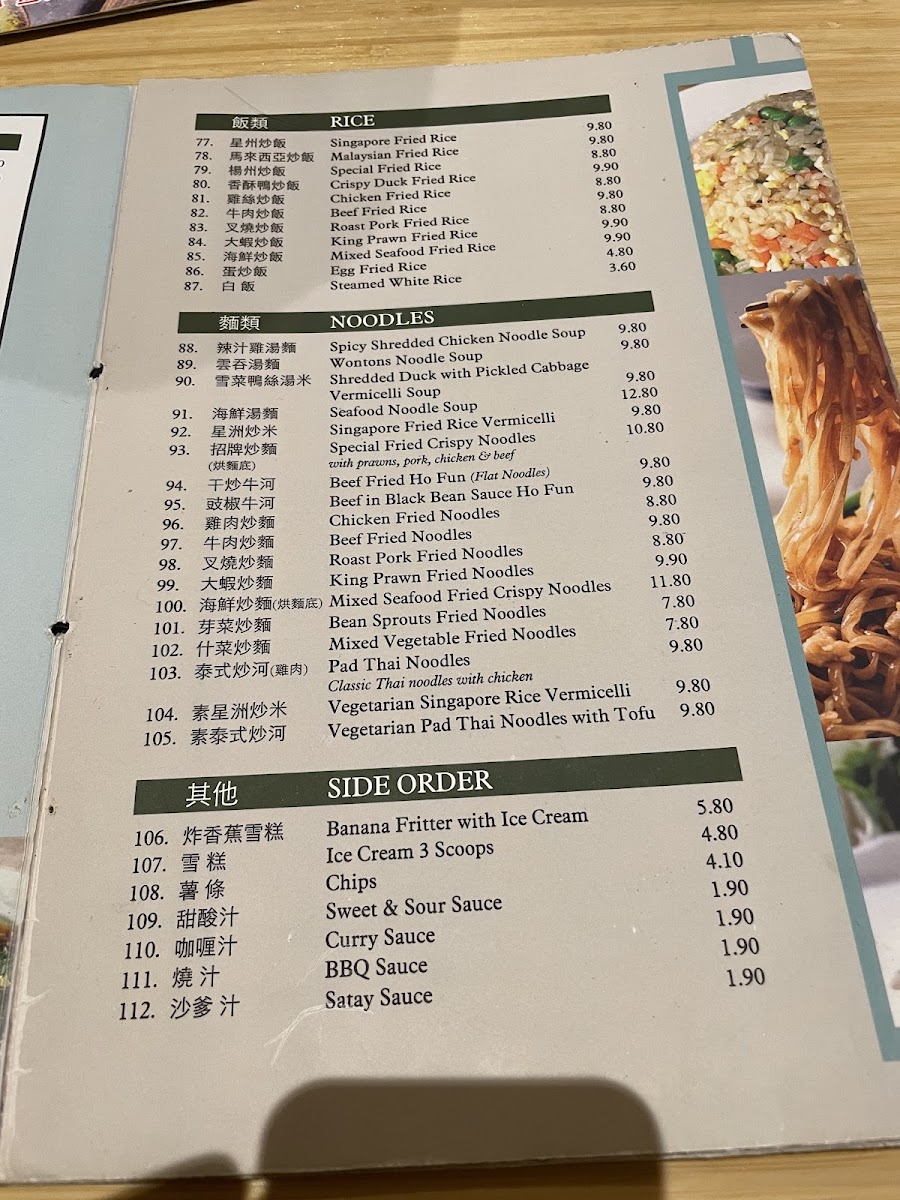 飯類 RICE
77. 星州炒飯 Singapore Fried Rice 9.80
78. 馬來西亞炒飯 Malaysian Fried Rice 9.80
79. 楊州炒飯 Special Fried Rice 8.80
80. 香酥鴨炒飯 Crispy Duck Fried Rice 9.90
81. 雞絲炒飯 Chicken Fried Rice 8.80
82. 牛肉炒飯 Beef Fried Rice 9.80
83. 叉燒炒飯 Roast Pork Fried Rice 8.80
84. 大蝦炒飯 King Prawn Fried Rice 9.90
85. 海鮮炒飯 Mixed Seafood Fried Rice 9.90
86. 蛋炒飯 Egg Fried Rice 4.80
87. 白飯 Steamed White Rice 3.60
麵類 NOODLES
88. 辣汁雞湯麵 Spicy Shredded Chicken Noodle Soup 9.80
89. 雲吞湯麵 Wontons Noodle Soup 9.80
90. 雪菜鴨絲湯米 Shredded Duck with Pickled Cabbage
Vermicelli Soup 9.80
91. 海鮮湯麵 Seafood Noodle Soup 12.80
92. 星洲炒米 Singapore Fried Rice Vermicelli 9.80
93. 招牌炒麵 Special Fried Crispy Noodles 10.80
(烘麵底) with prawns, pork, chicken & beef
94. 干炒牛河 Beef Fried Ho Fun (Flat Noodles) 9.80
95. 豉椒牛河 Beef in Black Bean Sauce Ho Fun 9.80
96. 雞肉炒麵 Chicken Fried Noodles 8.80
97. 牛肉炒麵 Beef Fried Noodles 9.80
98. 叉燒炒麵 Roast Pork Fried Noodles 8.80
99. 大蝦炒麵 King Prawn Fried Noodles 9.90
100. 海鮮炒麵(烘麵底) Mixed Seafood Fried Crispy Noodles 11.80
101. 芽菜炒麵 Bean Sprouts Fried Noodles 7.80
102. 什菜炒麵 Mixed Vegetable Fried Noodles 7.80
103. 泰式炒河(雞肉) Pad Thai Noodles 9.80
Classic Thai noodles with chicken
104. 素星洲炒米 Vegetarian Singapore Rice Vermicelli 9.80
105. 素泰式炒河 Vegetarian Pad Thai Noodles with Tofu 9.80
其他 SIDE ORDER
106. 炸香蕉雪糕 Banana Fritter with Ice Cream 5.80
107. 雪糕 Ice Cream 3 Scoops 4.80
108. 薯條 Chips 4.10
109. 甜酸汁 Sweet & Sour Sauce 1.90
110. 咖喱汁 Curry Sauce 1.90
111. 燒汁 BBQ Sauce 1.90
112. 沙爹汁 Satay Sauce 1.90